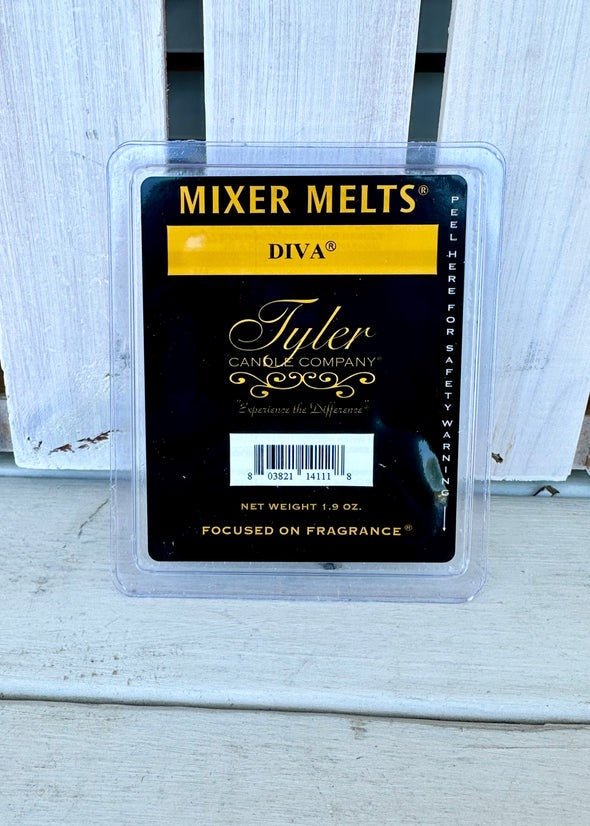 MIXER MELTS®
DIVA®
Tyler
CANDLE COMPANY®
"Experience the Difference"
8 03821 14111 8
NET WEIGHT 1.9 OZ.
FOCUSED ON FRAGRANCE®
PEEL HERE FOR SAFETY WARNING